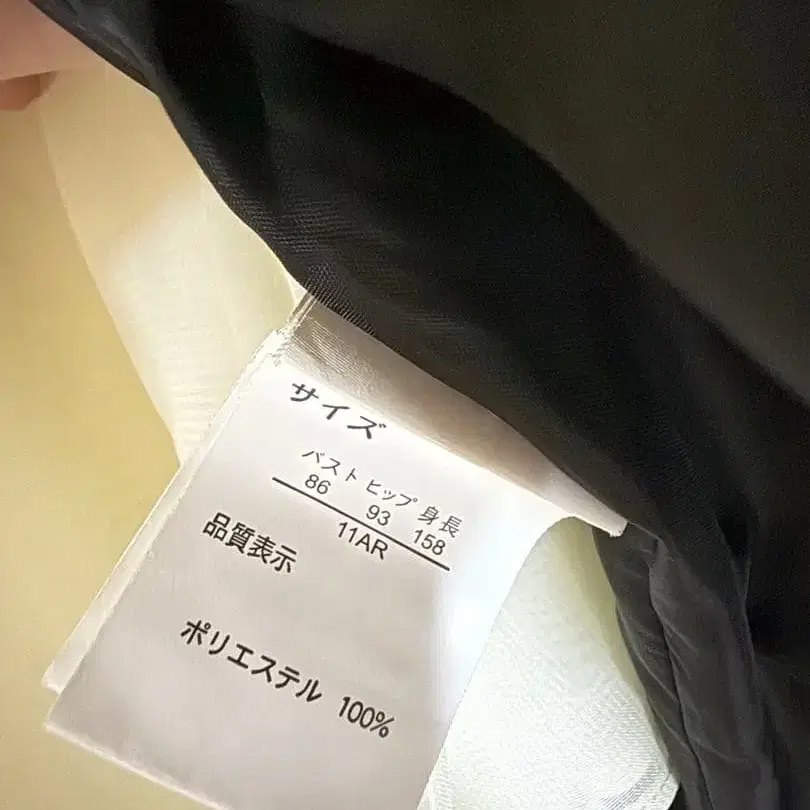 サイズ
バスト ヒップ 身長
86 93 158
11AR
品質表示
ポリエステル 100%